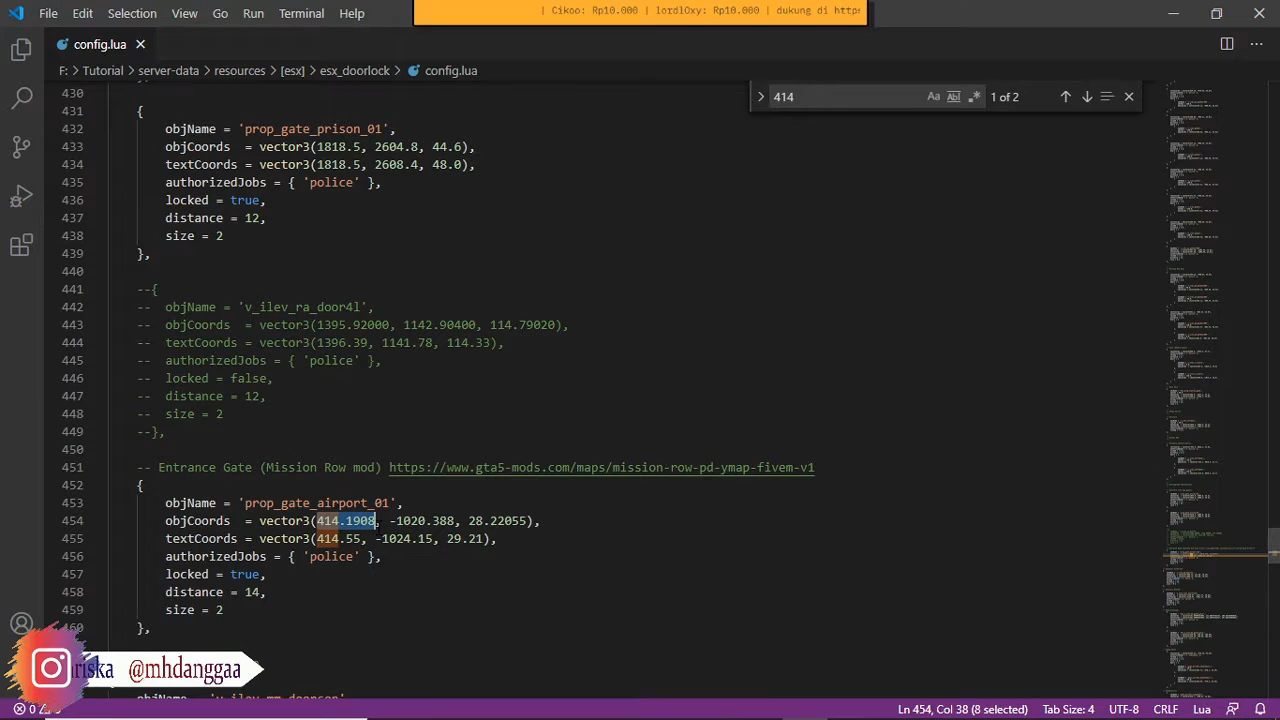 File Edit Selection View Go Run Terminal Help
| Cikoo: Rp10.000 | lordlOxy: Rp10.000 | dukung di https
config.lua
F: > Tutorial > server-data > resources > [esx] > esx_doorlock > config.lua
414
Aa
Abl
1 of 2
430
431 {
432 objName = 'prop_gate_prison_01',
433 objCoords = vector3(1818.5, 2604.8, 44.6),
434 textCoords = vector3(1818.5, 2608.4, 48.0),
435 authorizedJobs = { 'police' },
436 locked = true,
437 distance = 12,
438 size = 2
439 },
440
441 --{
442 -- objName = 'v_ilev_ra_door4l',
443 -- objCoords = vector3(1395.92000, 1142.90400, 114.79020),
444 -- textCoords = vector3(1396.39, 1141.78, 114.33),
445 -- authorizedJobs = { 'police' },
446 -- locked = false,
447 -- distance = 12,
448 -- size = 2
449 --},
450
451 -- Entrance Gate (Mission Row mod) https://www.gta5-mods.com/maps/mission-row-pd-ymap-fivem-v1
452 {
453 objName = 'prop_gate_airport_01',
454 objCoords = vector3(414.1908, -1020.388, 29.22055),
455 textCoords = vector3(414.55, -1024.15, 29.21),
456 authorizedJobs = { 'police' },
457 locked = true,
458 distance = 14,
459 size = 2
460 },
ariska @mhdanggaa
Ln 454, Col 38 (8 selected) Tab Size: 4 UTF-8 CRLF Lua